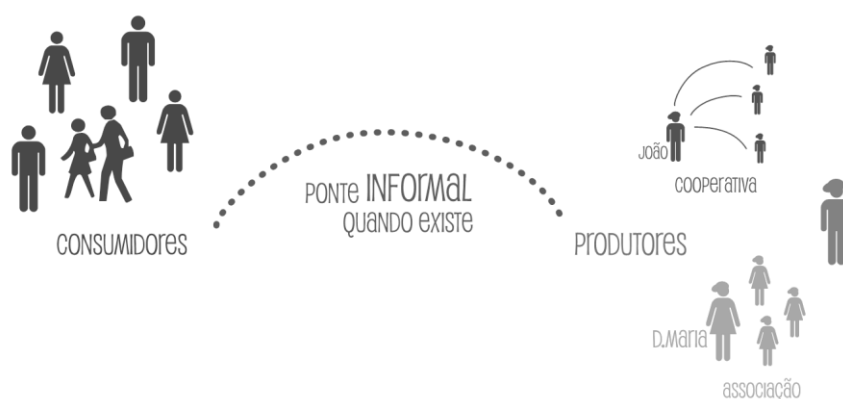 João
COOPERATIVA
PONTE INFORMAL
QUANDO EXISTE
CONSUMIDORES
PRODUTORES
D.MARIA
ASSOCIAÇÃO